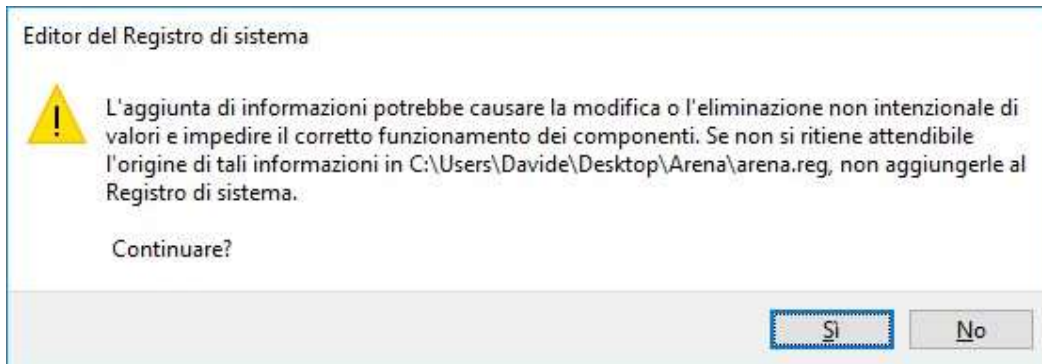 Editor del Registro di sistema
L'aggiunta di informazioni potrebbe causare la modifica o l'eliminazione non intenzionale di
valori e impedire il corretto funzionamento dei componenti. Se non si ritiene attendibile
l'origine di tali informazioni in C:\Users\Davide\Desktop\Arena\arena.reg, non aggiungerle al
Registro di sistema.
Continuare?
Sì
No